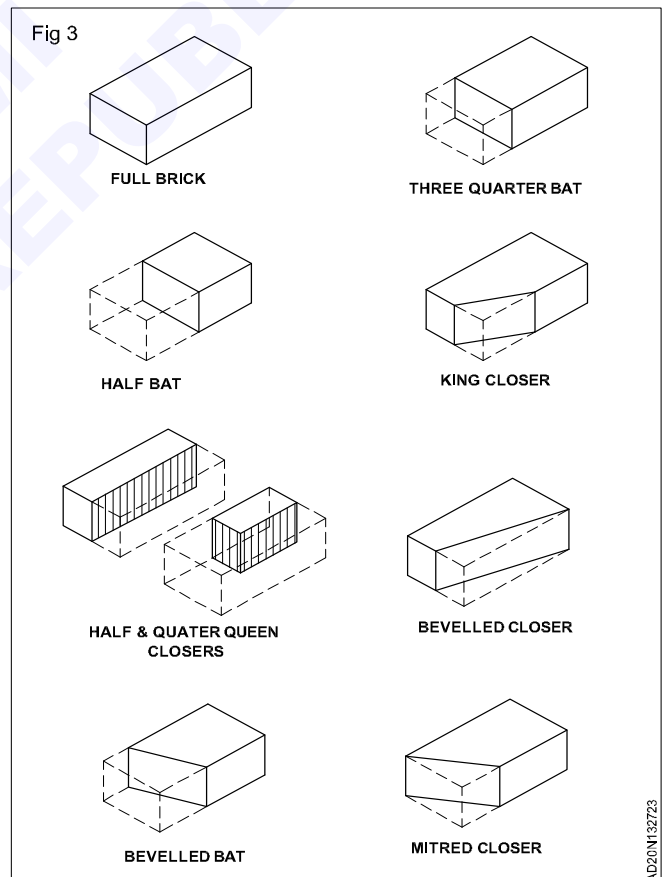 Fig 3
FULL BRICK
THREE QUARTER BAT
HALF BAT
KING CLOSER
HALF & QUATER QUEEN
CLOSERS
BEVELLED CLOSER
BEVELLED BAT
MITRED CLOSER
AD20N132723
REPUBL